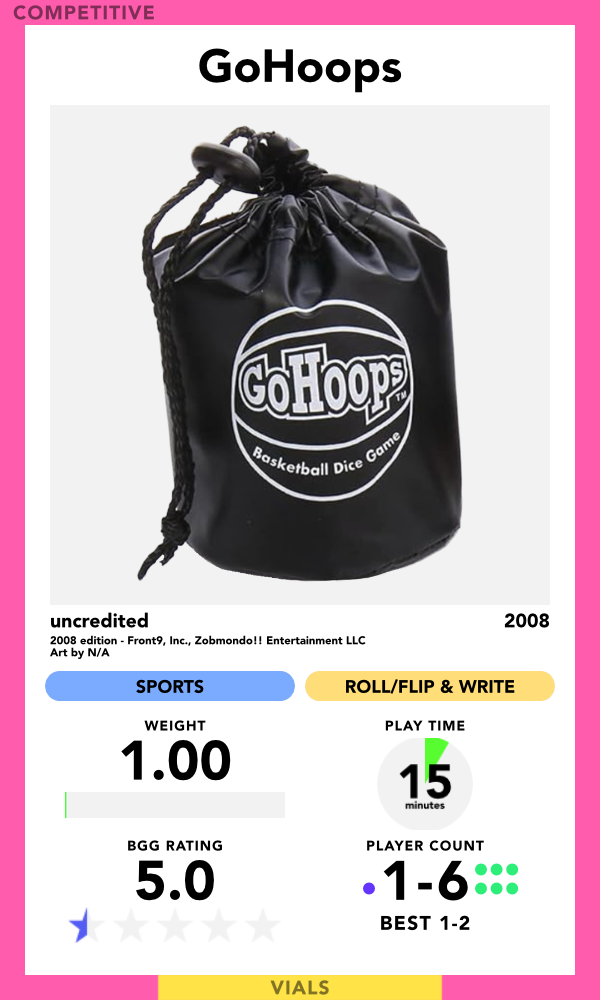 COMPETITIVE
GoHoops
GoHoops™
Basketball Dice Game
uncredited 2008
2008 edition - Front9, Inc., Zobmondo!! Entertainment LLC
Art by N/A
SPORTS ROLL/FLIP & WRITE
WEIGHT PLAY TIME
1.00 15
minutes
BGG RATING PLAYER COUNT
5.0 1-6
BEST 1-2
VIALS